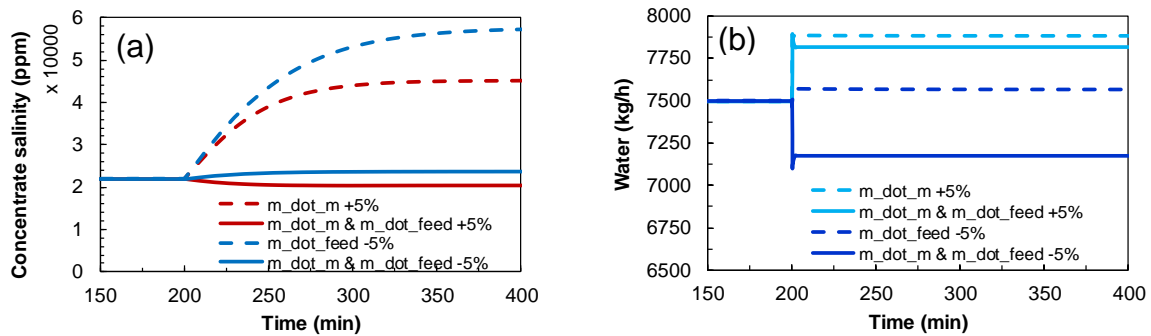 (a)
Concentrate salinity (ppm)
x 10000
6
5
4
3
2
1
0
150 200 250 300 350 400
Time (min)
m_dot_m +5%
m_dot_m & m_dot_feed +5%
m_dot_feed -5%
m_dot_m & m_dot_feed -5%
(b)
Water (kg/h)
8000
7750
7500
7250
7000
6750
6500
150 200 250 300 350 400
Time (min)
m_dot_m +5%
m_dot_m & m_dot_feed +5%
m_dot_feed -5%
m_dot_m & m_dot_feed -5%